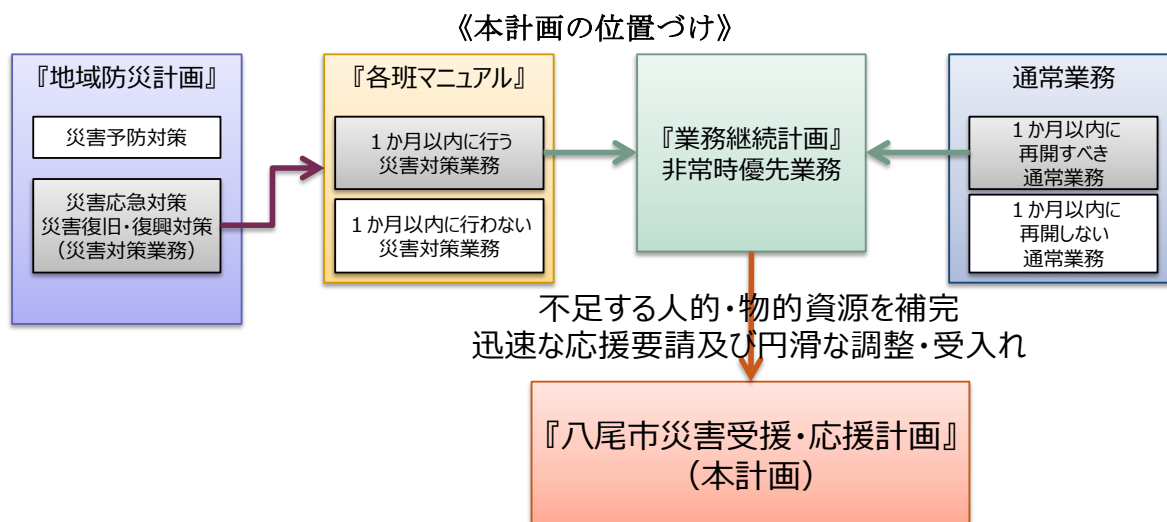 《本計画の位置づけ》
『地域防災計画』
災害予防対策
災害応急対策
災害復旧・復興対策
（災害対策業務）
『各班マニュアル』
１か月以内に行う
災害対策業務
１か月以内に行わない
災害対策業務
『業務継続計画』
非常時優先業務
通常業務
１か月以内に
再開すべき
通常業務
１か月以内に
再開しない
通常業務
不足する人的・物的資源を補完
迅速な応援要請及び円滑な調整・受入れ
『八尾市災害受援・応援計画』
（本計画）